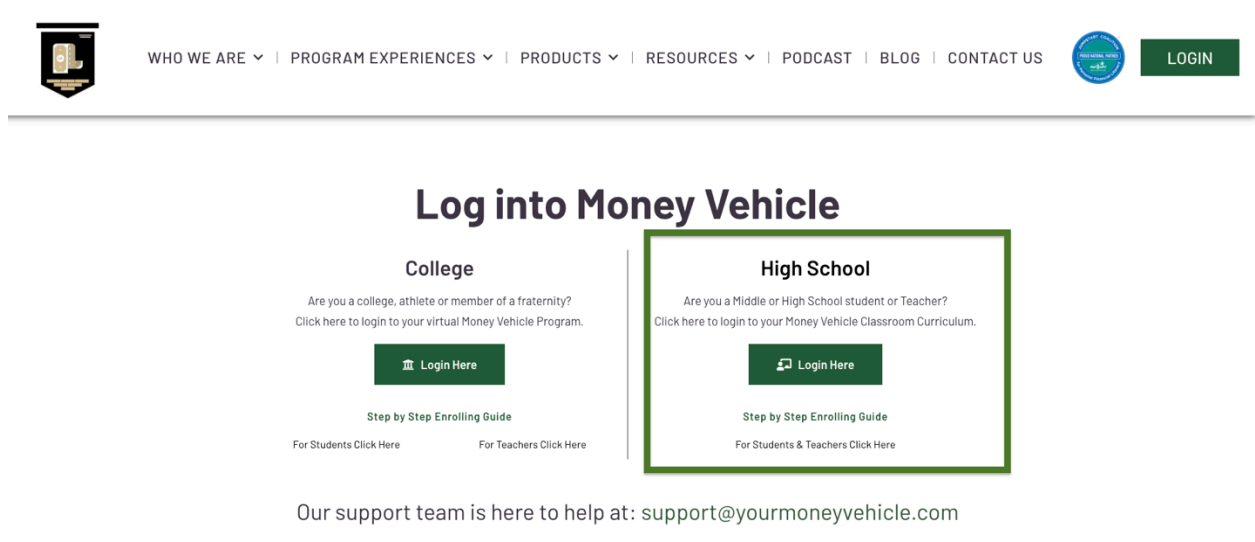 WHO WE ARE | PROGRAM EXPERIENCES | PRODUCTS | RESOURCES | PODCAST | BLOG | CONTACT US
LOGIN
Log into Money Vehicle
College
Are you a college, athlete or member of a fraternity?
Click here to login to your virtual Money Vehicle Program.
Login Here
Step by Step Enrolling Guide
For Students Click Here
For Teachers Click Here
High School
Are you a Middle or High School student or Teacher?
Click here to login to your Money Vehicle Classroom Curriculum.
Login Here
Step by Step Enrolling Guide
For Students & Teachers Click Here
Our support team is here to help at: support@yourmoneyvehicle.com